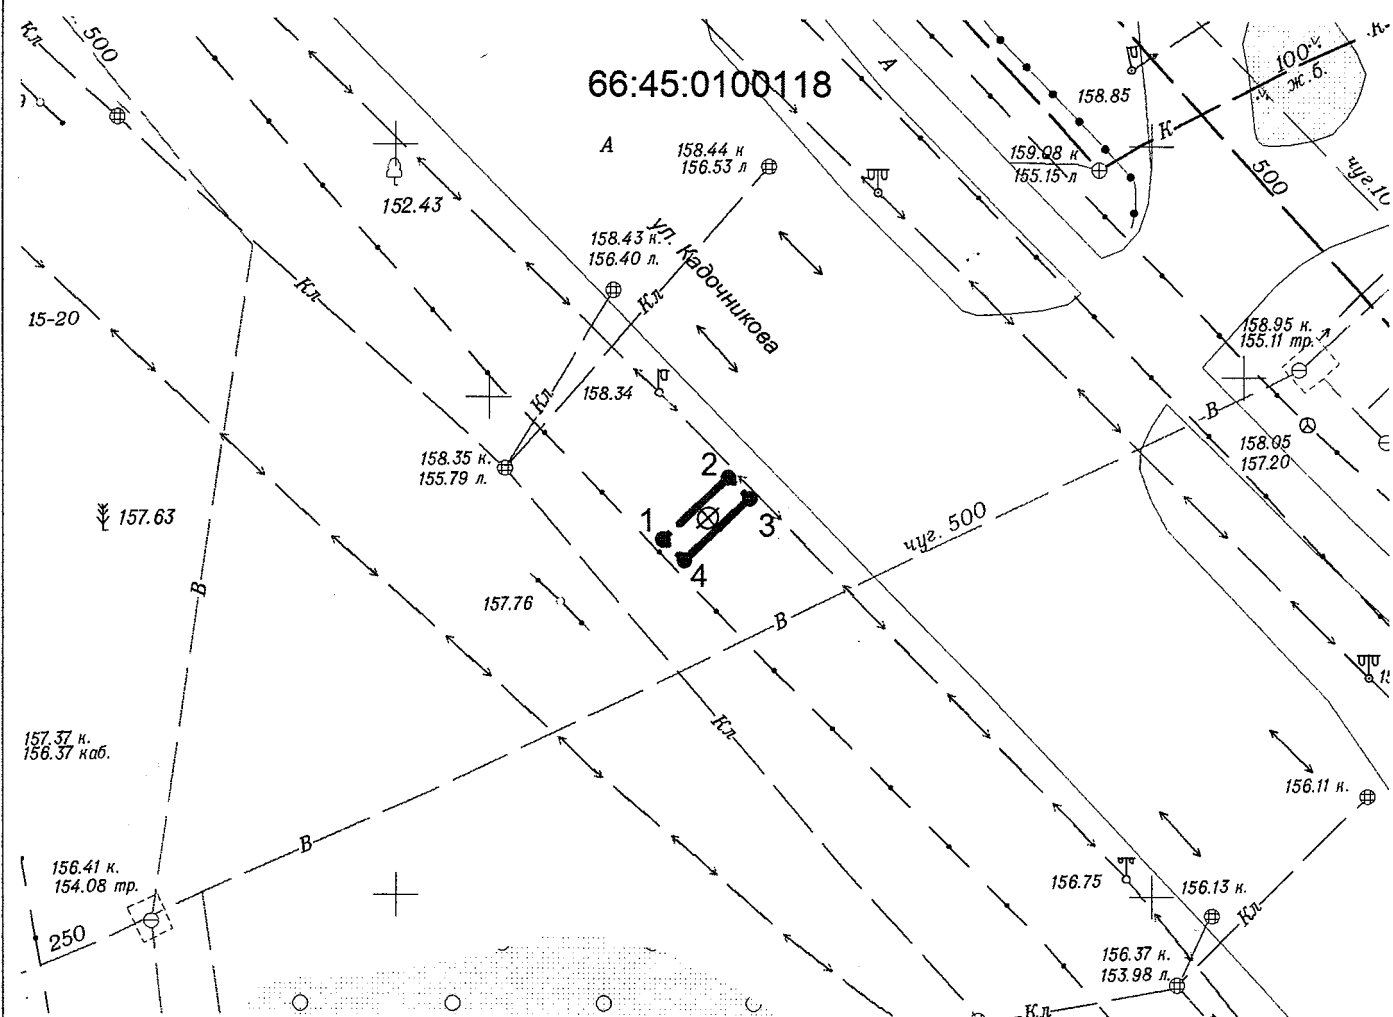 Кл
500
66:45:0100118
А
А
100
ж.б.
158.85
К
158.44 к
156.53 л
159.08 к
155.15 л
500
чуг.10
152.43
158.43 к.
156.40 л.
ул. Кадочникова
Кл
Кл
15-20
158.95 к.
155.11 тр.
Кл
158.34
В
158.05
157.20
158.35 к.
155.79 л.
2
1
3
4
157.63
чуг. 500
В
157.76
В
Кл
157.37 к.
156.37 каб.
156.11 к.
В
156.41 к.
154.08 тр.
156.75
156.13 к.
Кл
250
156.37 к.
153.98 л.
Кл